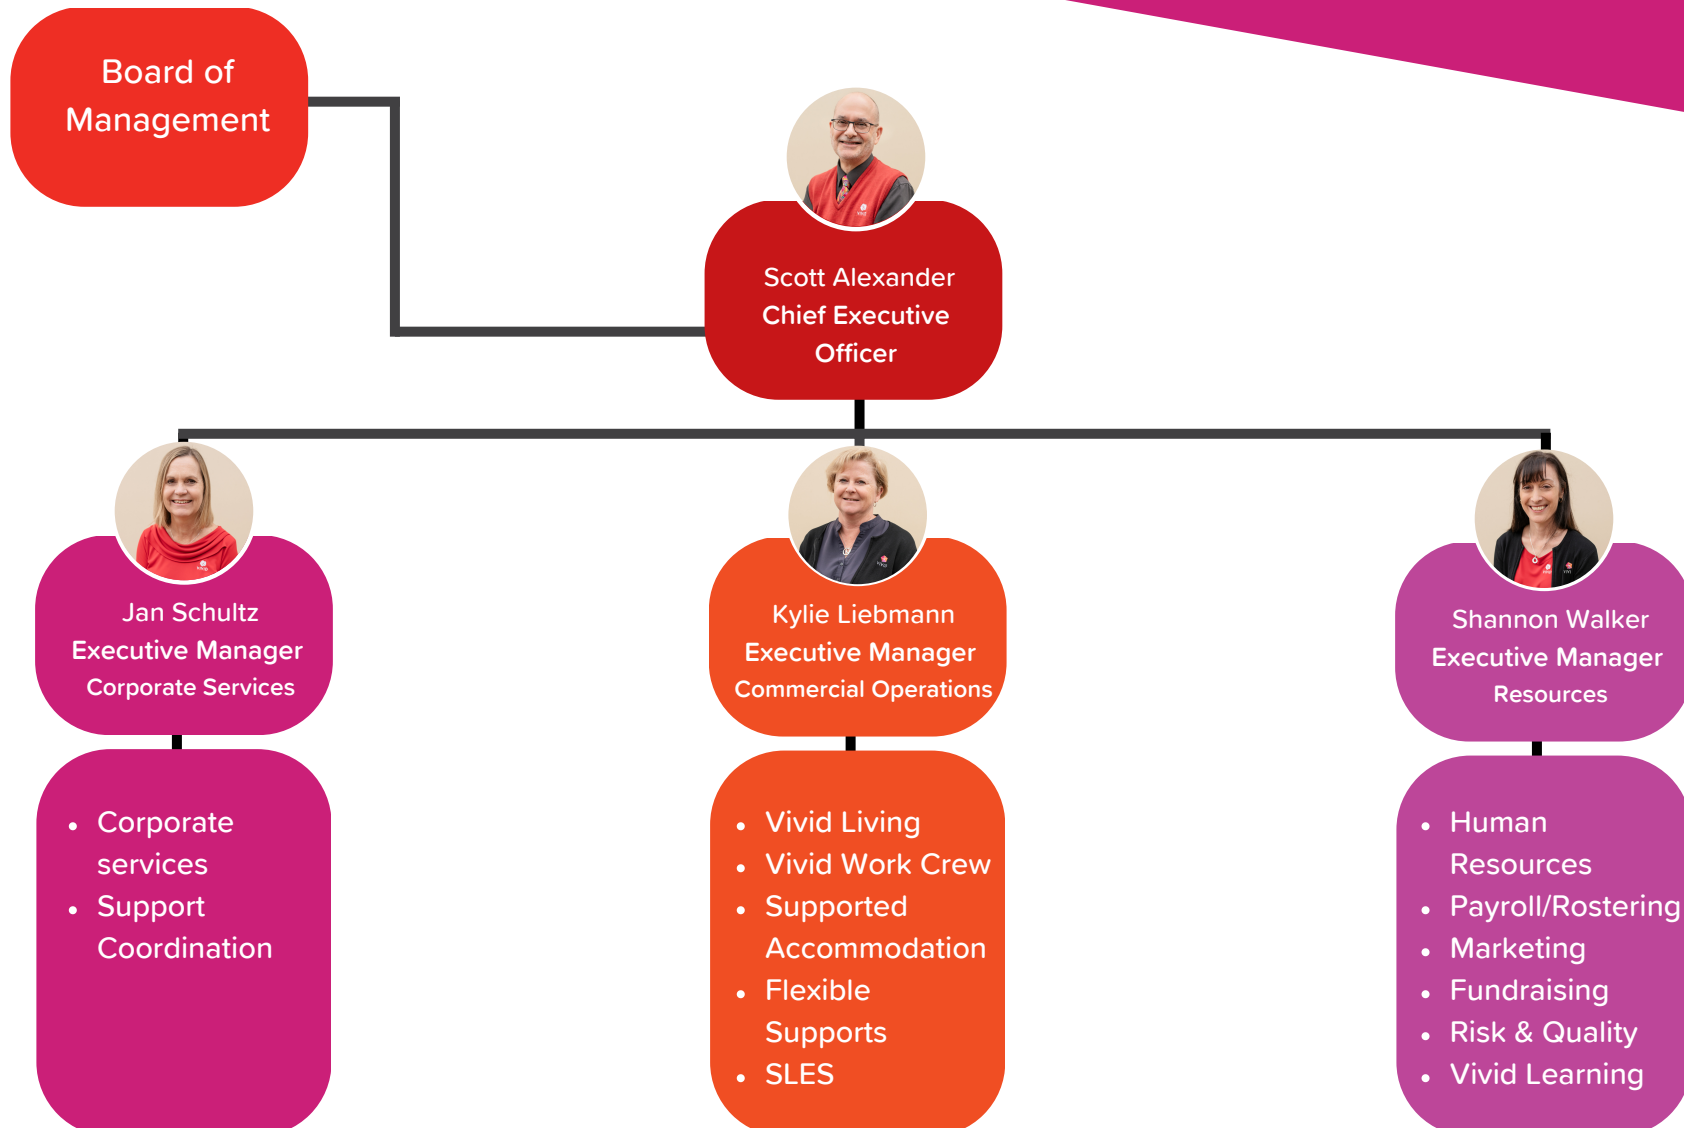 Board of
Management
Scott Alexander
Chief Executive
Officer
Jan Schultz
Executive Manager
Corporate Services
Kylie Liebmann
Executive Manager
Commercial Operations
Shannon Walker
Executive Manager
Resources
• Corporate
services
• Support
Coordination
• Vivid Living
• Vivid Work Crew
• Supported
Accommodation
• Flexible
Supports
• SLES
• Human
Resources
• Payroll/Rostering
• Marketing
• Fundraising
• Risk & Quality
• Vivid Learning